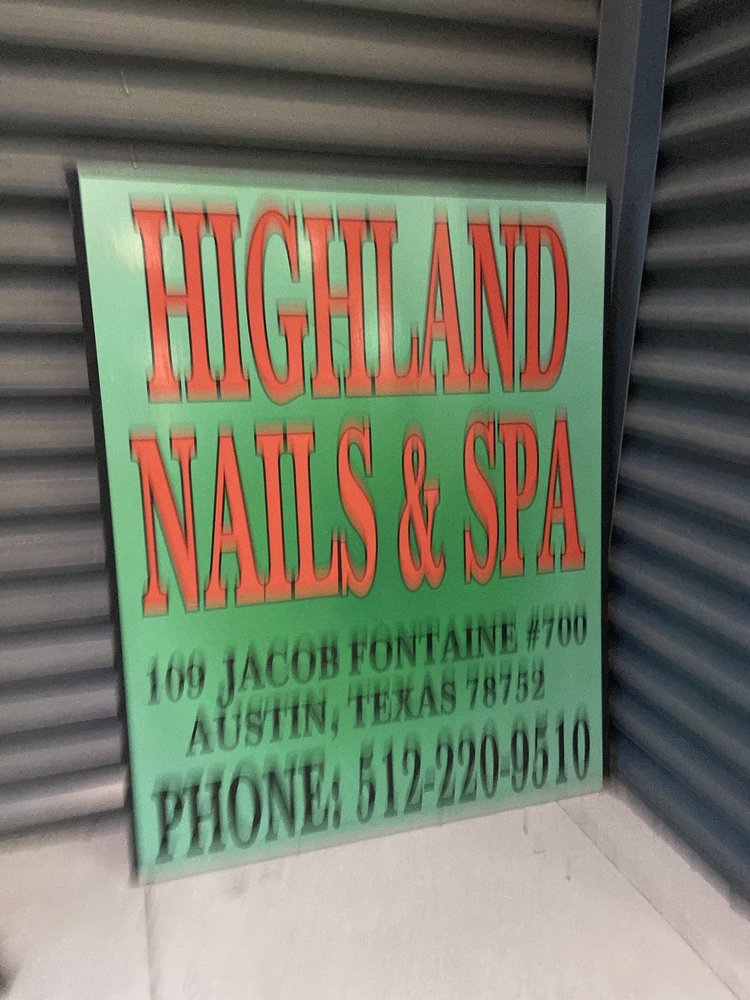 HIGHLAND
NAILS & SPA
109 JACOB FONTAINE #700
AUSTIN, TEXAS 78752
PHONE: 512-220-9510